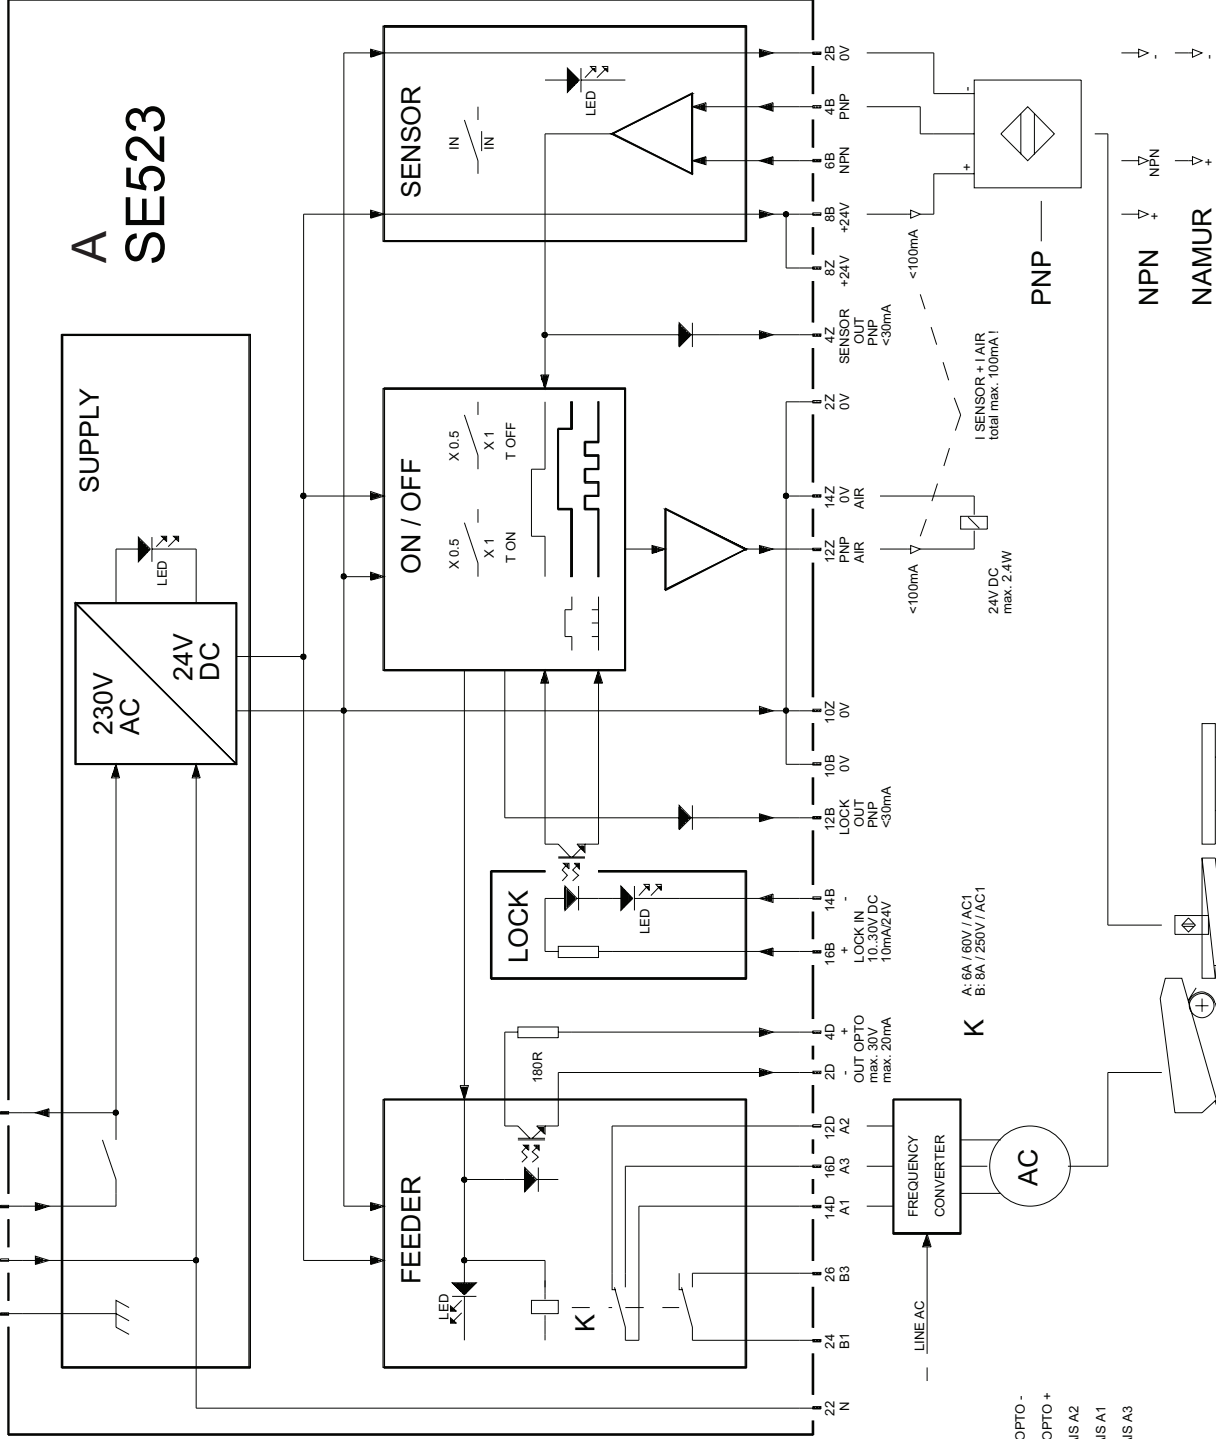 A
SE523
SUPPLY
LED
230V
AC
24V
DC
SENSOR
IN
IN
LED
ON / OFF
X 0.5
X 1
T ON
X 0.5
X 1
T OFF
LOCK
LED
FEEDER
LED
K
180R
22
N
24
B1
26
B3
14D
A1
16D
A3
12D
A2
2D
-
4D
+
OUT OPTO
max. 30V
max. 20mA
16B
+
14B
-
LOCK IN
10..30V DC
10mA/24V
12B
LOCK
OUT
PNP
<30mA
10B
0V
10Z
0V
12Z
PNP
AIR
14Z
0V
AIR
2Z
0V
4Z
SENSOR
OUT
PNP
<30mA
8Z
+24V
8B
+24V
6B
NPN
4B
PNP
2B
0V
LINE AC
FREQUENCY
CONVERTER
AC
K
A: 6A / 60V / AC1
B: 8A / 250V / AC1
<100mA
24V DC
max. 2.4W
I SENSOR + I AIR
total max. 100mA !
<100mA
+
-
PNP
NPN
+
NPN
-
NAMUR
+
-
OPTO -
OPTO +
NS A2
NS A1
NS A3